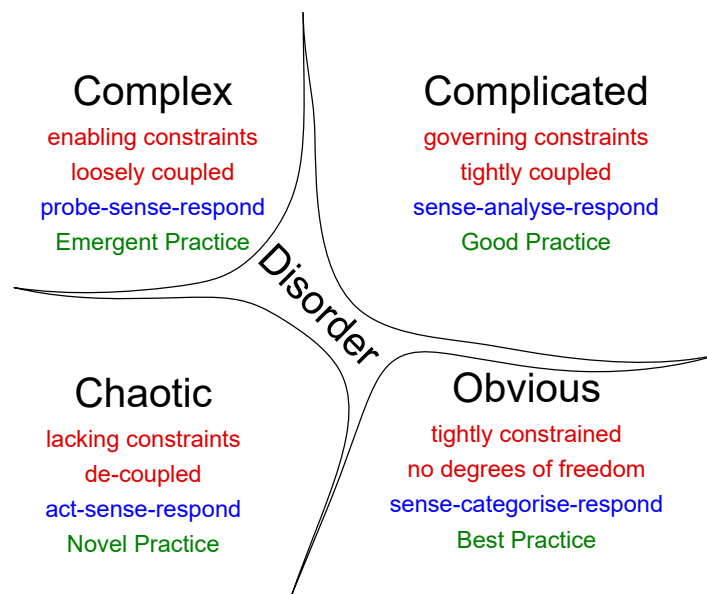 Complex
enabling constraints
loosely coupled
probe-sense-respond
Emergent Practice
Complicated
governing constraints
tightly coupled
sense-analyse-respond
Good Practice
Disorder
Chaotic
lacking constraints
de-coupled
act-sense-respond
Novel Practice
Obvious
tightly constrained
no degrees of freedom
sense-categorise-respond
Best Practice